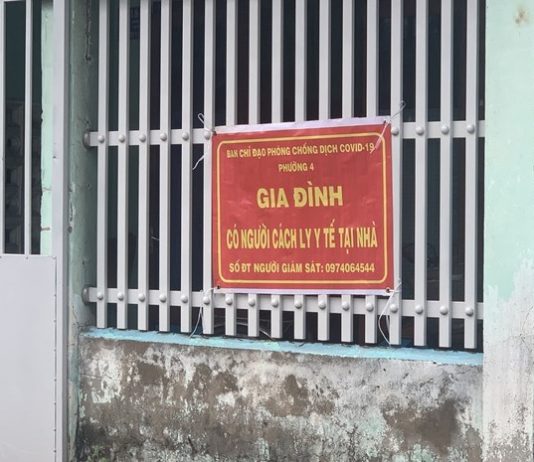 BAN CHỈ ĐẠO PHÒNG CHỐNG DỊCH COVID-19
PHƯỜNG 4
GIA ĐÌNH
CÓ NGƯỜI CÁCH LY Y TẾ TẠI NHÀ
SỐ ĐT NGƯỜI GIÁM SÁT: 0974064544